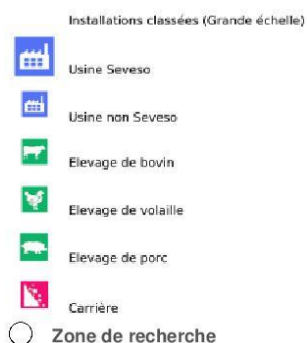 Installations classées (Grande échelle)
Usine Seveso
Usine non Seveso
Elevage de bovin
Elevage de volaille
Elevage de porc
Carrière
Zone de recherche